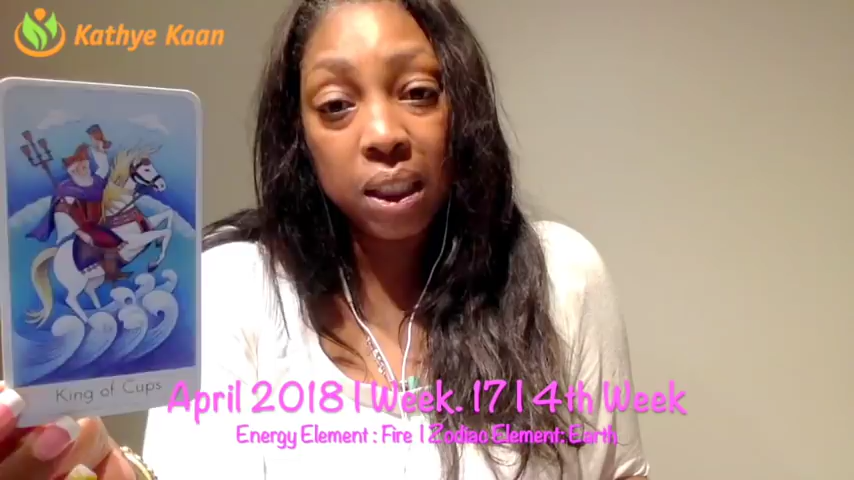 Kathye Kaan
King of Cups
April 2018 | Week. 17 | 4th Week
Energy Element : Fire | Zodiac Element: Earth